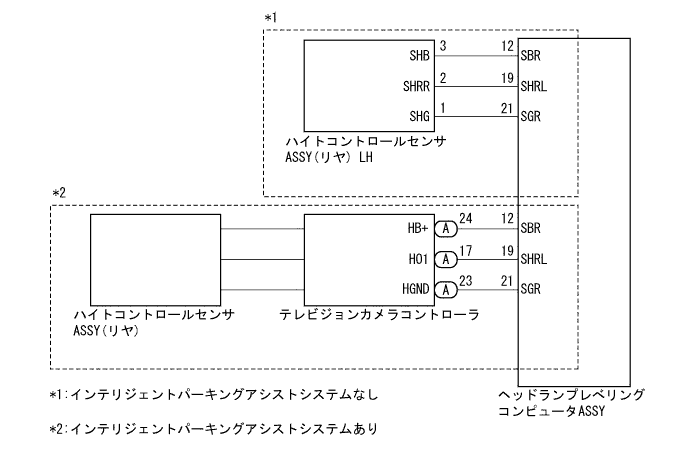 *1
SHB 3 12 SBR
SHRR 2 19 SHRL
SHG 1 21 SGR
ハイトコントロールセンサ
ASSY(リヤ) LH
*2
HB+ A 24 12 SBR
HO1 A 17 19 SHRL
HGND A 23 21 SGR
ハイトコントロールセンサ
ASSY(リヤ)
テレビジョンカメラコントローラ
ヘッドランプレベリング
コンピュータASSY
*1:インテリジェントパーキングアシストシステムなし
*2:インテリジェントパーキングアシストシステムあり